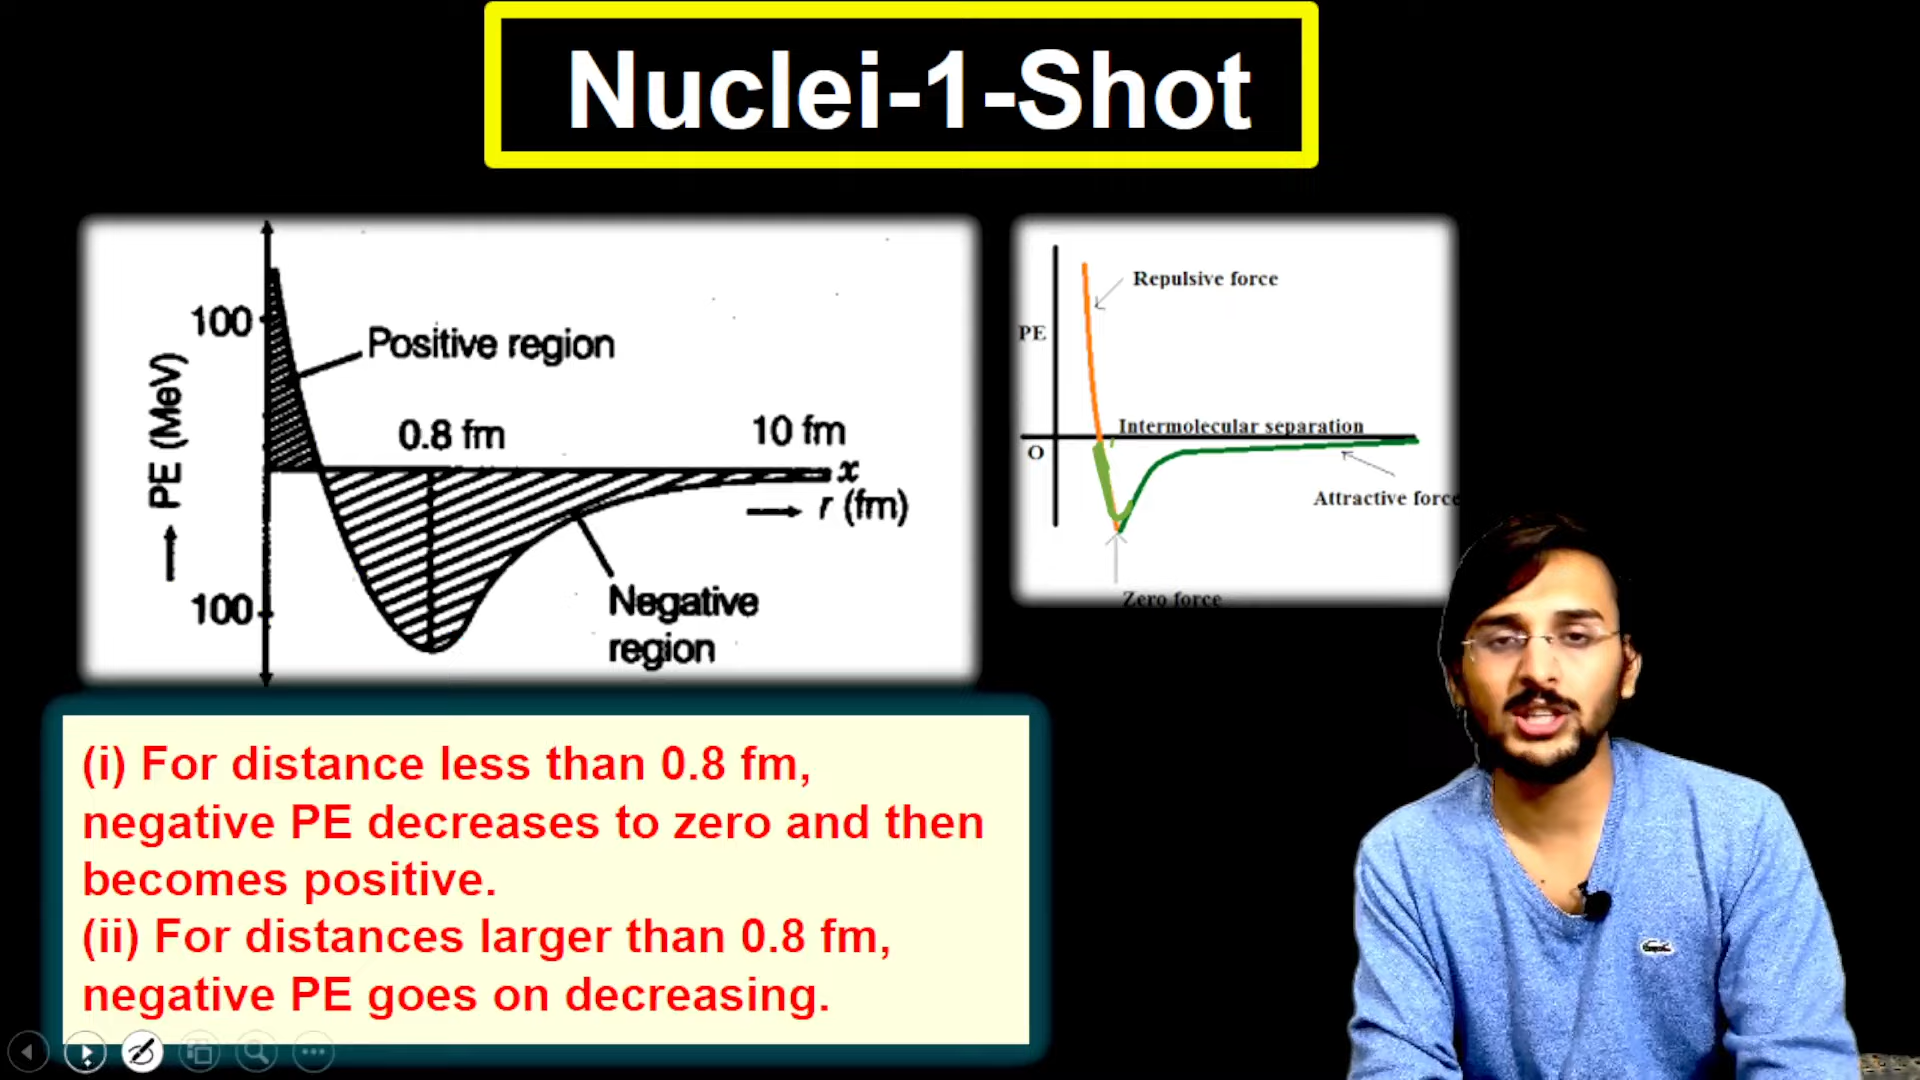 Nuclei-1-Shot
100
Positive region
PE (MeV)
0.8 fm
10 fm
x
r (fm)
100
Negative
region
Repulsive force
PE
Intermolecular separation
O
Attractive force
Zero force
(i) For distance less than 0.8 fm,
negative PE decreases to zero and then
becomes positive.
(ii) For distances larger than 0.8 fm,
negative PE goes on decreasing.